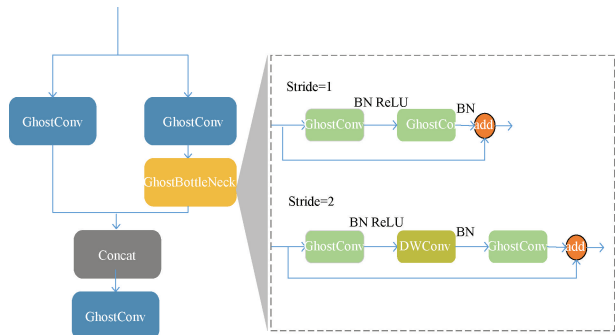 GhostConv
GhostConv
GhostBottleNeck
Concat
GhostConv
Stride=1
BN ReLU
BN
GhostConv
GhostConv
add
Stride=2
BN ReLU
BN
GhostConv
DWConv
GhostConv
add